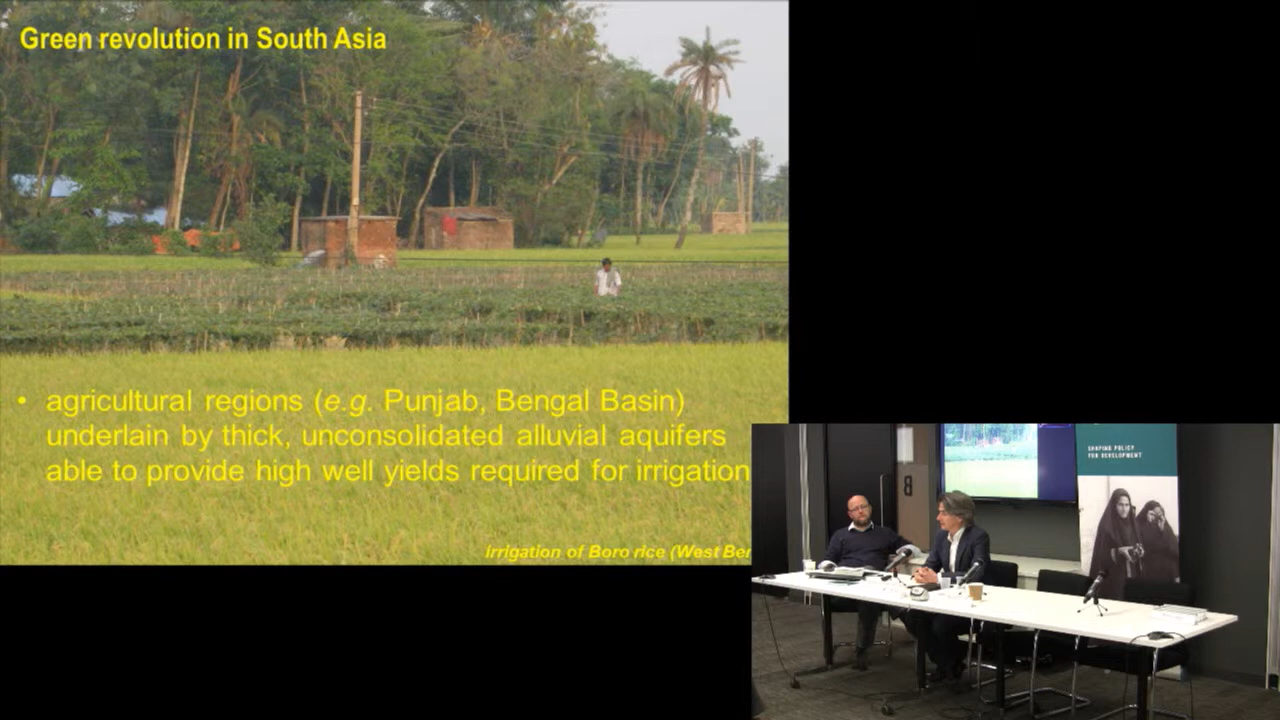 Green revolution in South Asia
• agricultural regions (e.g. Punjab, Bengal Basin)
underlain by thick, unconsolidated alluvial aquifers
able to provide high well yields required for irrigation
Irrigation of Boro rice (West
SHAPING POLICY
FOR DEVELOPMENT
8